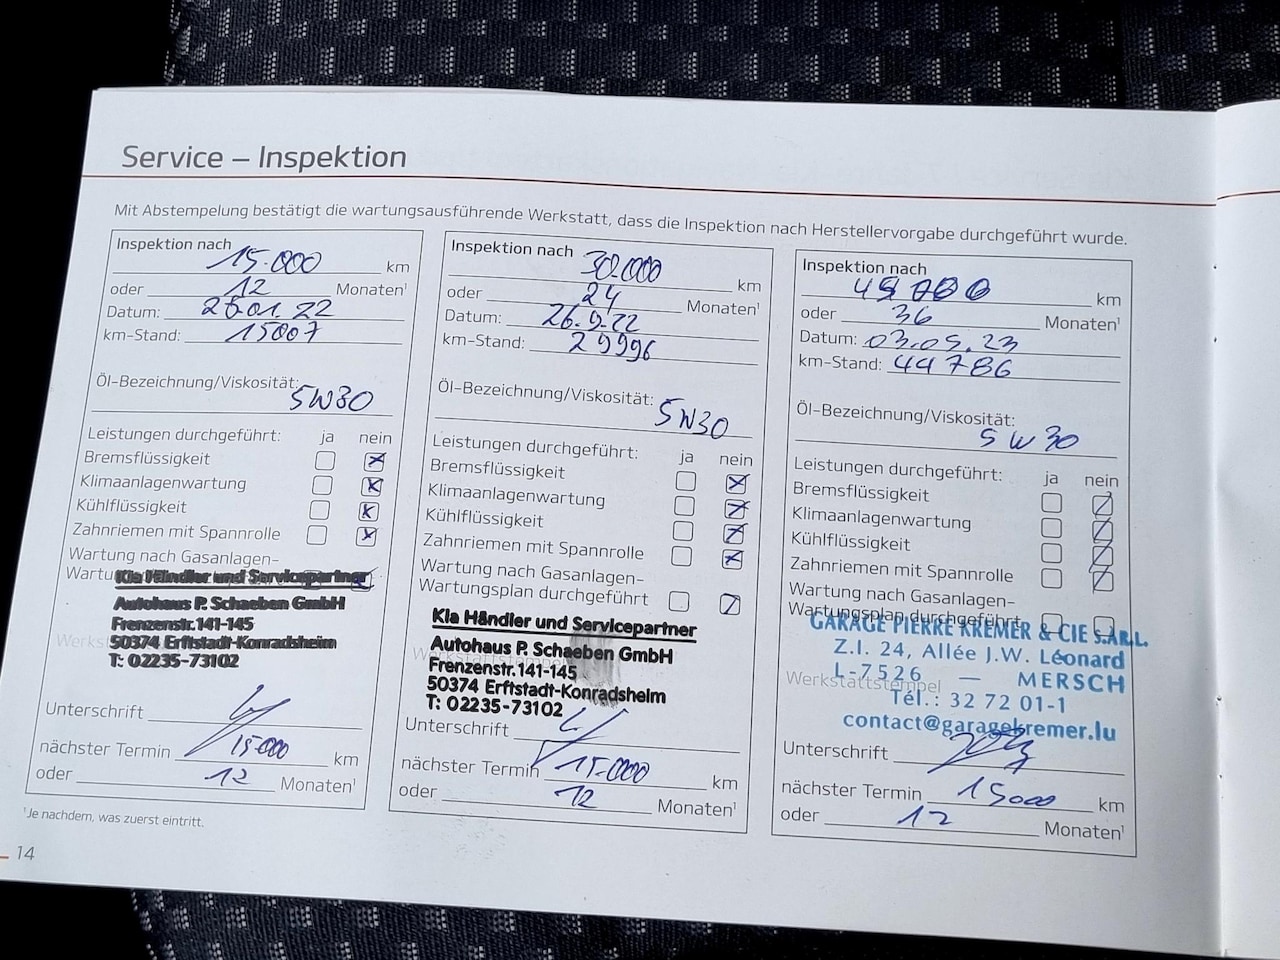 Service – Inspektion
Mit Abstempelung bestätigt die wartungsausführende Werkstatt, dass die Inspektion nach Herstellervorgabe durchgeführt wurde.
Inspektion nach 15.000 km
oder 12 Monaten¹
Datum: 26.01.22
km-Stand: 15007
Öl-Bezeichnung/Viskosität:
5W30
Leistungen durchgeführt: ja nein
Bremsflüssigkeit
Klimaanlagenwartung
Kühlflüssigkeit
Zahnriemen mit Spannrolle
Wartung nach Gasanlagen-
Kia Händler und Servicepartner
Autohaus P. Schaeben GmbH
Frenzenstr. 141-145
50374 Erftstadt-Konradsheim
T: 02235-73102
Unterschrift
nächster Termin 15.000 km
oder 12 Monaten¹
Inspektion nach 30.000 km
oder 24 Monaten¹
Datum: 26.9.22
km-Stand: 29996
Öl-Bezeichnung/Viskosität:
5W30
Leistungen durchgeführt: ja nein
Bremsflüssigkeit
Klimaanlagenwartung
Kühlflüssigkeit
Zahnriemen mit Spannrolle
Wartung nach Gasanlagen-
Wartungsplan durchgeführt
Kia Händler und Servicepartner
Autohaus P. Schaeben GmbH
Frenzenstr. 141-145
50374 Erftstadt-Konradsheim
T: 02235-73102
Werkstattstempel
Unterschrift
nächster Termin 15.000 km
oder 12 Monaten¹
Inspektion nach 45000 km
oder 36 Monaten¹
Datum: 03.05.23
km-Stand: 44786
Öl-Bezeichnung/Viskosität:
5W30
Leistungen durchgeführt: ja nein
Bremsflüssigkeit
Klimaanlagenwartung
Kühlflüssigkeit
Zahnriemen mit Spannrolle
Wartung nach Gasanlagen-
Wartungsplan durchgeführt
GARAGE PIERRE KREMER & CIE S.AR.L.
Z.I. 24, Allée J.W. Léonard
L-7526 — MERSCH
Werkstattstempel
Tél.: 32 72 01-1
contact@garagekremer.lu
Unterschrift
nächster Termin 15000 km
oder 12 Monaten¹
¹Je nachdem, was zuerst eintritt.
14